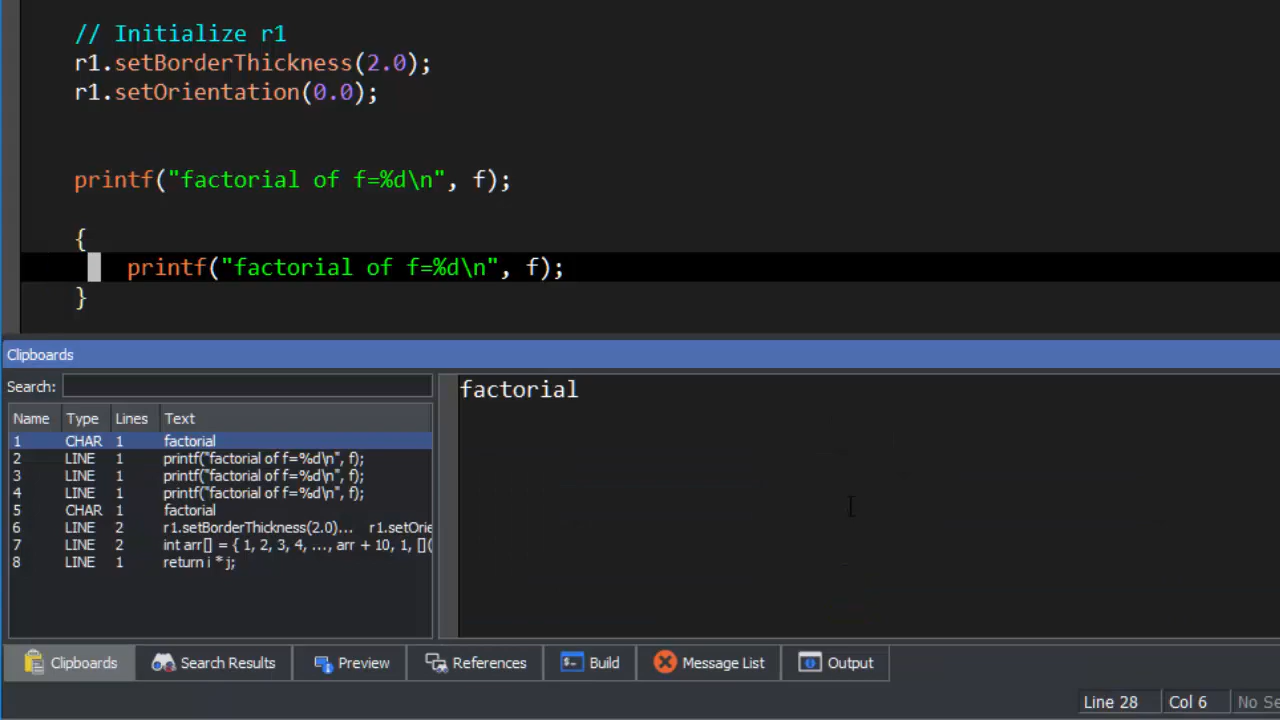 // Initialize r1
r1.setBorderThickness(2.0);
r1.setOrientation(0.0);
printf("factorial of f=%d\n", f);
{
printf("factorial of f=%d\n", f);
}
Clipboards
Search:
factorial
Name Type Lines Text
1 CHAR 1 factorial
2 LINE 1 printf("factorial of f=%d\n", f);
3 LINE 1 printf("factorial of f=%d\n", f);
4 LINE 1 printf("factorial of f=%d\n", f);
5 CHAR 1 factorial
6 LINE 2 r1.setBorderThickness(2.0)... r1.setOrie
7 LINE 2 int arr[] = { 1, 2, 3, 4, ..., arr + 10, 1, [](
8 LINE 1 return i * j;
Clipboards Search Results Preview References Build Message List Output
Line 28 Col 6 No Se